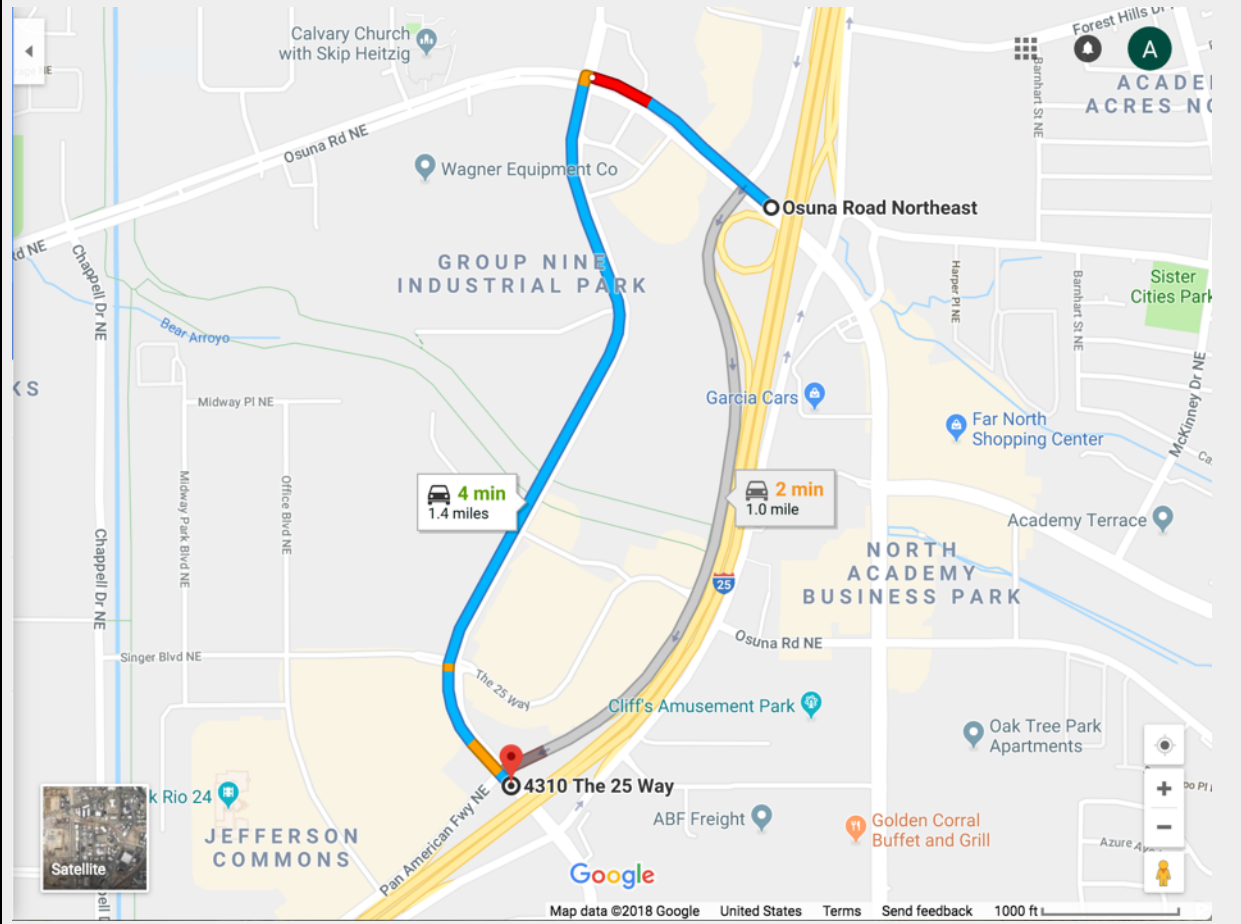 Calvary Church
with Skip Heitzig
Forest Hills Dr
A
ACADE
ACRES NO
Barnhart St NE
Osuna Rd NE
Wagner Equipment Co
Osuna Road Northeast
Rd NE
Chappell Dr NE
GROUP NINE
INDUSTRIAL PARK
Harper Pl NE
Barnhart St NE
Sister
Cities Park
Bear Arroyo
KS
Midway Pl NE
Garcia Cars
Far North
Shopping Center
McKinney Dr NE
Ca
4 min
1.4 miles
2 min
1.0 mile
Midway Park Blvd NE
Office Blvd NE
Chappell Dr NE
Academy Terrace
NORTH
ACADEMY
BUSINESS PARK
25
Osuna Rd NE
Singer Blvd NE
The 25 Way
Cliff's Amusement Park
Oak Tree Park
Apartments
4310 The 25 Way
k Rio 24
Pan American Fwy NE
JEFFERSON
COMMONS
ABF Freight
Golden Corral
Buffet and Grill
po Pl
Azure Av
Satellite
Google
Map data ©2018 Google United States Terms Send feedback 1000 ft